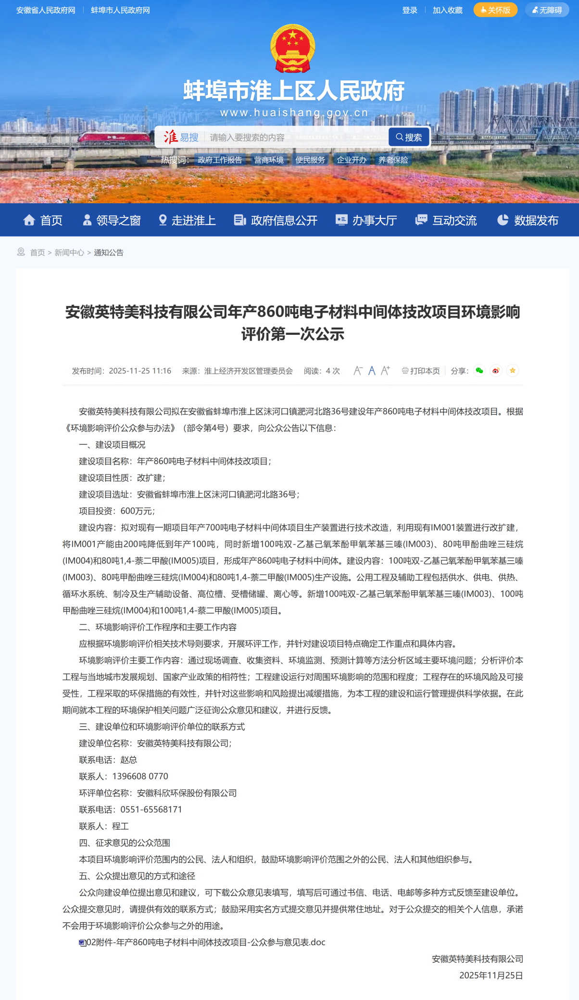 安徽省人民政府网 蚌埠市人民政府网 登录 加入收藏 关怀版 无障碍
蚌埠市淮上区人民政府
www.huaishang.gov.cn
淮易搜 请输入要搜索的内容 搜索
热搜词： 政府工作报告 营商环境 便民服务 企业开办 养老保险
首页 领导之窗 走进淮上 政府信息公开 办事大厅 互动交流 数据发布
首页 > 新闻中心 > 通知公告
安徽英特美科技有限公司年产860吨电子材料中间体技改项目环境影响
评价第一次公示
发布时间：2025-11-25 11:16 来源：淮上经济开发区管理委员会 阅读：4 次 A- A A+ 打印本页 分享：
安徽英特美科技有限公司拟在安徽省蚌埠市淮上区沫河口镇淝河北路36号建设年产860吨电子材料中间体技改项目。根据
《环境影响评价公众参与办法》（部令第4号）要求，向公众公告以下信息：
一、建设项目概况
建设项目名称：年产860吨电子材料中间体技改项目；
建设项目性质：改扩建；
建设项目选址：安徽省蚌埠市淮上区沫河口镇淝河北路36号；
项目投资：600万元；
建设内容：拟对现有一期项目年产700吨电子材料中间体项目生产装置进行技术改造，利用现有IM001装置进行改扩建，
将IM001产能由200吨降低到年产100吨，同时新增100吨双-乙基己氧苯酚甲氧苯基三嗪(IM003)、80吨甲酚曲唑三硅烷
(IM004)和80吨1,4-萘二甲酸(IM005)项目，形成年产860吨电子材料中间体。建设内容：100吨双-乙基己氧苯酚甲氧苯基三嗪
(IM003)、80吨甲酚曲唑三硅烷(IM004)和80吨1,4-萘二甲酸(IM005)生产设施。公用工程及辅助工程包括供水、供电、供热、
循环水系统、制冷及生产辅助设备、高位槽、受槽储罐、离心等。新增100吨双-乙基己氧苯酚甲氧苯基三嗪(IM003)、100吨
甲酚曲唑三硅烷(IM004)和100吨1,4-萘二甲酸(IM005)项目。
二、环境影响评价工作程序和主要工作内容
应根据环境影响评价相关技术导则要求，开展环评工作，并针对建设项目特点确定工作重点和具体内容。
环境影响评价主要工作内容：通过现场调查、收集资料、环境监测、预测计算等方法分析区域主要环境问题；分析评价本
工程与当地城市发展规划、国家产业政策的相符性；工程建设运行对周围环境影响的范围和程度；工程存在的环境风险及可接
受性，工程采取的环保措施的有效性，并针对这些影响和风险提出减缓措施，为本工程的建设和运行管理提供科学依据。在此
期间就本工程的环境保护相关问题广泛征询公众意见和建议，并进行反馈。
三、建设单位和环境影响评价单位的联系方式
建设单位名称：安徽英特美科技有限公司；
联系电话：赵总
联系人：1396608 0770
环评单位名称：安徽科欣环保股份有限公司
联系电话：0551-65568171
联系人：程工
四、征求意见的公众范围
本项目环境影响评价范围内的公民、法人和组织，鼓励环境影响评价范围之外的公民、法人和其他组织参与。
五、公众提出意见的方式和途径
公众向建设单位提出意见和建议，可下载公众意见表填写，填写后可通过书信、电话、电邮等多种方式反馈至建设单位。
公众提交意见时，请提供有效的联系方式；鼓励采用实名方式提交意见并提供常住地址。对于公众提交的相关个人信息，承诺
不会用于环境影响评价公众参与之外的用途。
02附件-年产860吨电子材料中间体技改项目-公众参与意见表.doc
安徽英特美科技有限公司
2025年11月25日